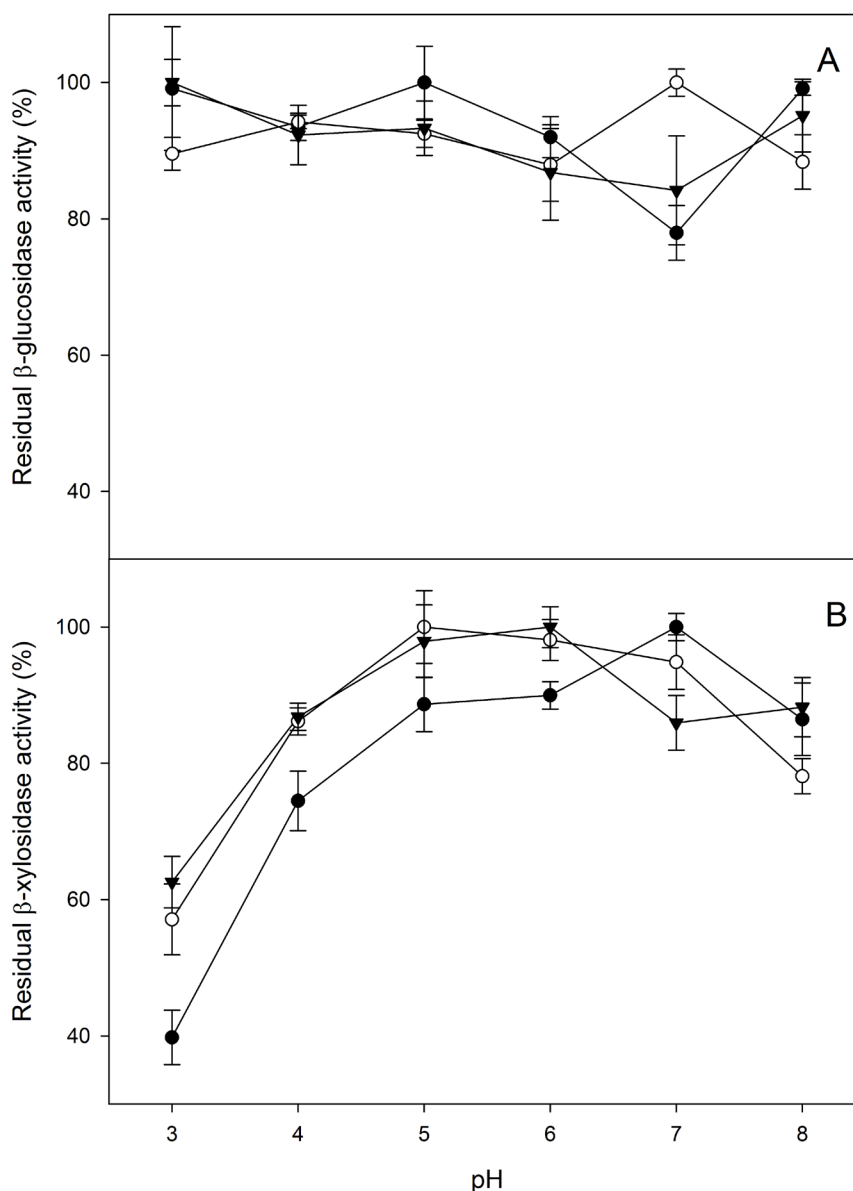 A
Residual β-glucosidase activity (%)
100
80
60
40
B
Residual β-xylosidase activity (%)
100
80
60
40
3 4 5 6 7 8
pH